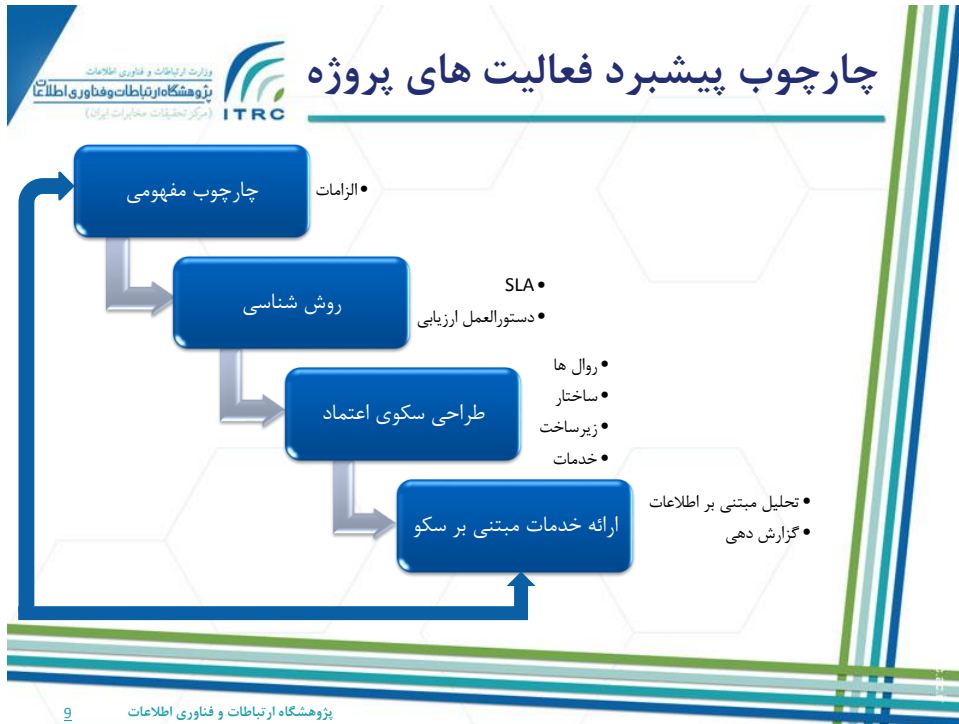 چارچوب پیشبرد فعالیت های پروژه
وزارت ارتباطات و فناوری اطلاعات
پژوهشگاه ارتباطات و فناوری اطلاعات
(مرکز تحقیقات مخابرات ایران)
ITRC
چارچوب مفهومی
• الزامات
روش شناسی
• SLA
• دستورالعمل ارزیابی
طراحی سکوی اعتماد
• روال ها
• ساختار
• زیرساخت
• خدمات
ارائه خدمات مبتنی بر سکو
• تحلیل مبتنی بر اطلاعات
• گزارش دهی
پژوهشگاه ارتباطات و فناوری اطلاعات
9